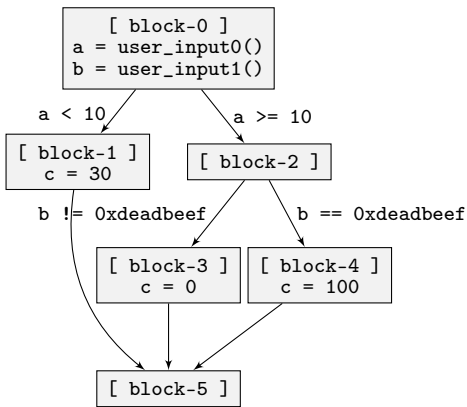 [ block-0 ]
a = user_input0()
b = user_input1()
a < 10
a >= 10
[ block-1 ]
c = 30
[ block-2 ]
b != 0xdeadbeef
b == 0xdeadbeef
[ block-3 ]
c = 0
[ block-4 ]
c = 100
[ block-5 ]